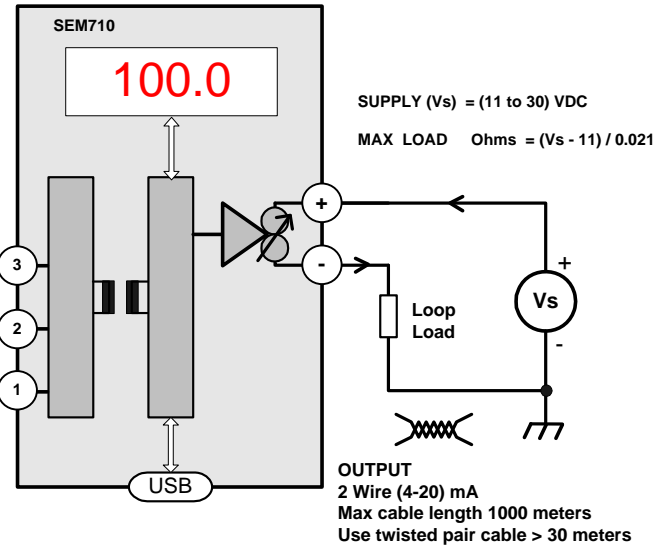 SEM710
100.0
SUPPLY (Vs) = (11 to 30) VDC
MAX LOAD Ohms = (Vs - 11) / 0.021
+
-
3
2
1
Loop
Load
+
Vs
-
USB
OUTPUT
2 Wire (4-20) mA
Max cable length 1000 meters
Use twisted pair cable > 30 meters